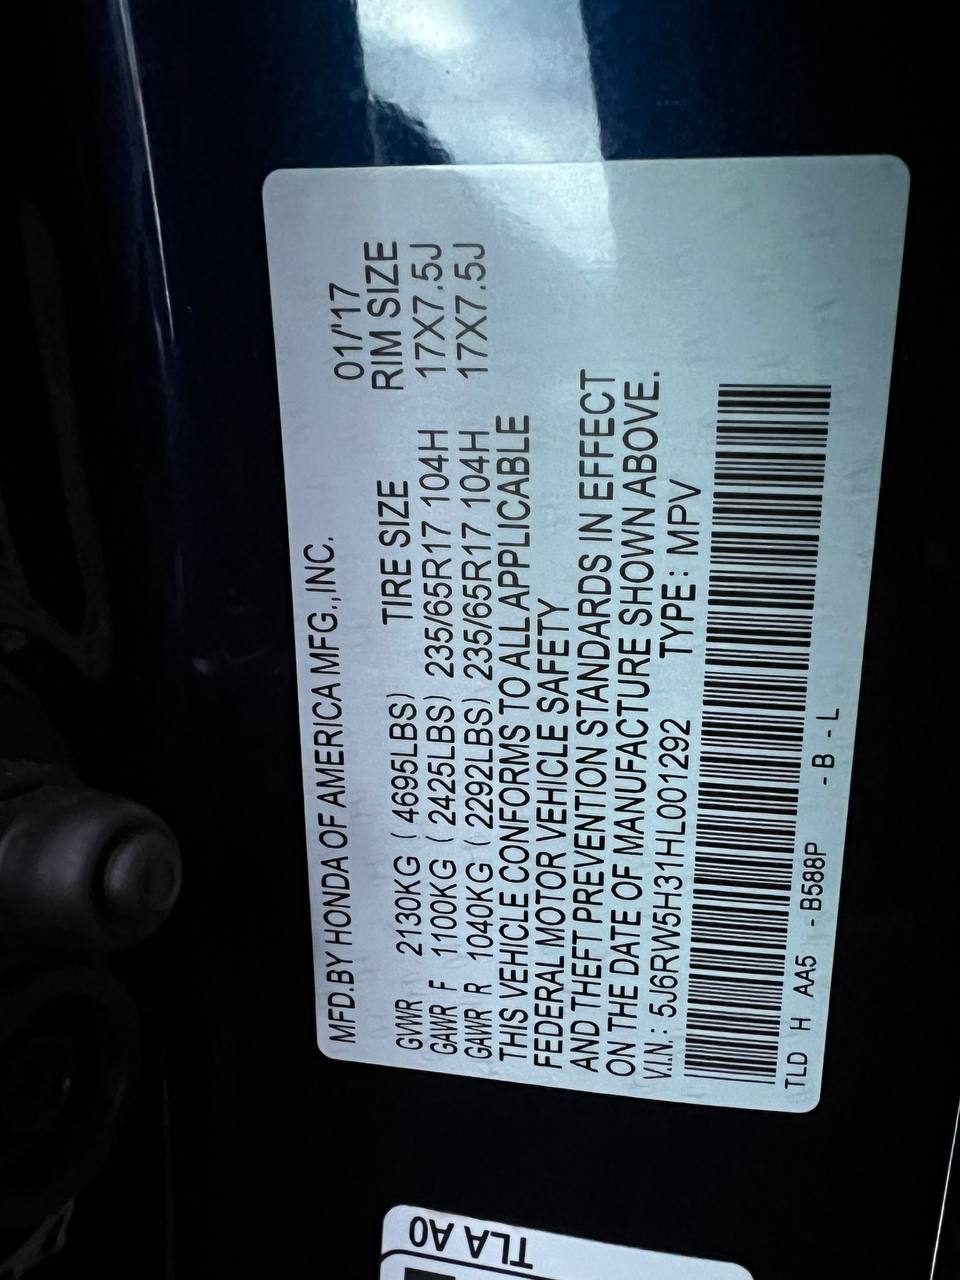 MFD.BY HONDA OF AMERICA MFG.,INC. 01/'17
TIRE SIZE RIM SIZE
GVWR 2130KG ( 4695LBS)
GAWR F 1100KG ( 2425LBS) 235/65R17 104H 17X7.5J
GAWR R 1040KG ( 2292LBS) 235/65R17 104H 17X7.5J
THIS VEHICLE CONFORMS TO ALL APPLICABLE
FEDERAL MOTOR VEHICLE SAFETY
AND THEFT PREVENTION STANDARDS IN EFFECT
ON THE DATE OF MANUFACTURE SHOWN ABOVE.
V.I.N.: 5J6RW5H31HL001292 TYPE: MPV
TLD H AA5 - B588P - B - L
TLA A0